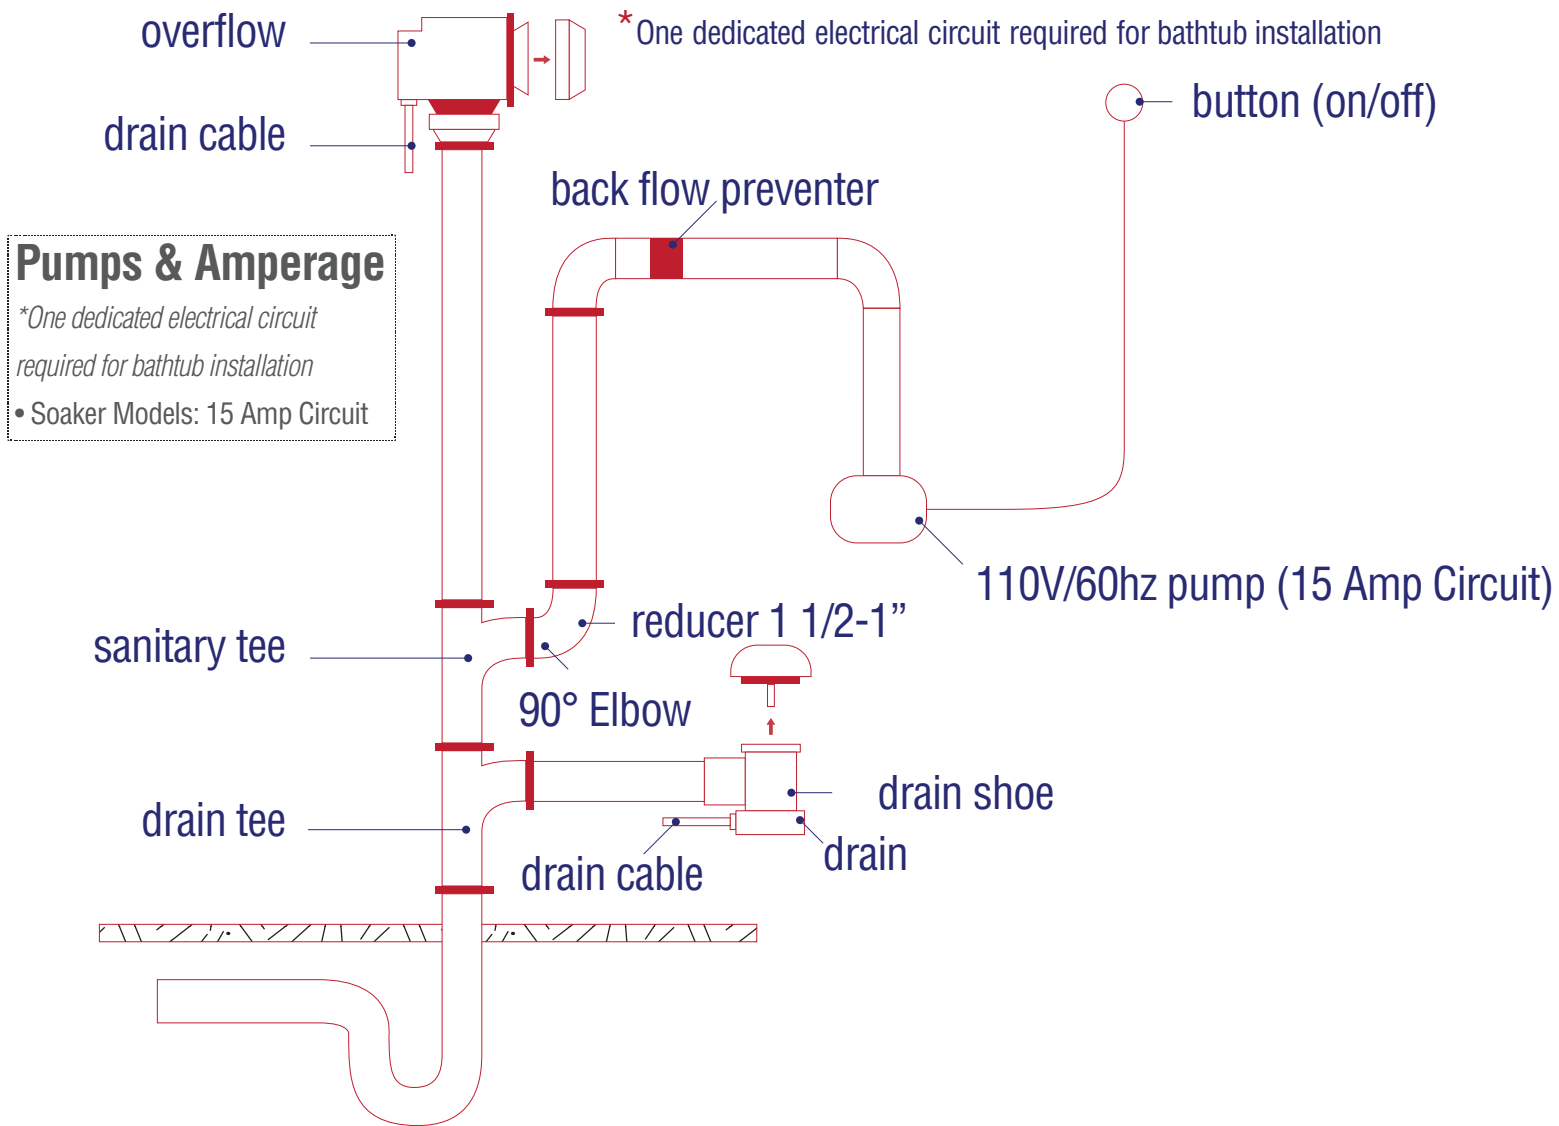 overflow
*One dedicated electrical circuit required for bathtub installation
button (on/off)
drain cable
back flow preventer
Pumps & Amperage
*One dedicated electrical circuit
required for bathtub installation
• Soaker Models: 15 Amp Circuit
110V/60hz pump (15 Amp Circuit)
reducer 1 1/2-1”
sanitary tee
90° Elbow
drain shoe
drain tee
drain
drain cable